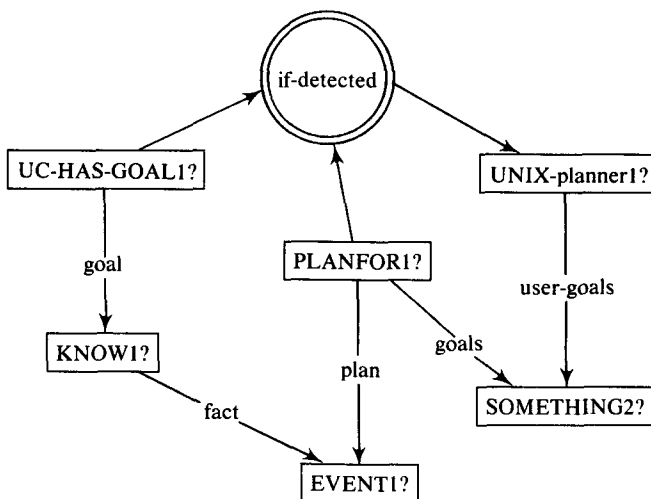 if-detected
UC-HAS-GOAL1?
UNIX-planner1?
goal
PLANFOR1?
user-goals
KNOW1?
plan
goals
fact
SOMETHING2?
EVENT1?